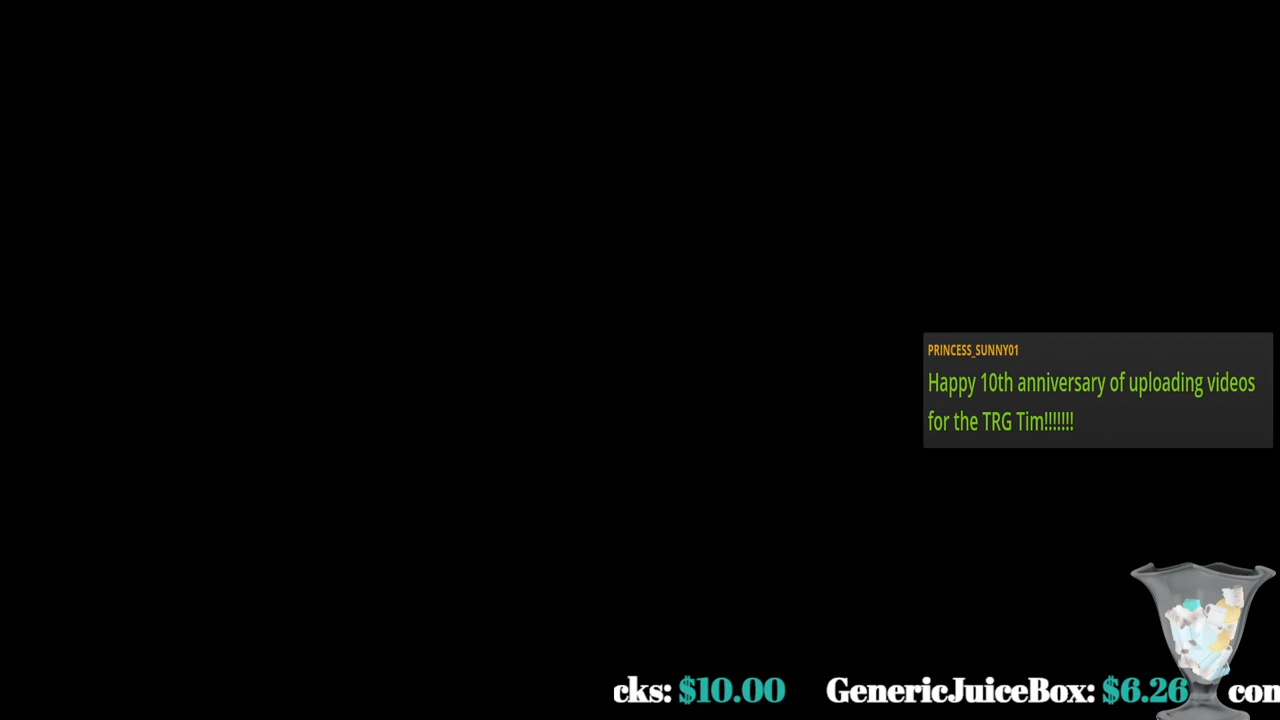 PRINCESS_SUNNY01
Happy 10th anniversary of uploading videos
for the TRG Tim!!!!!!!
cks: $10.00 GenericJuiceBox: $6.26 con